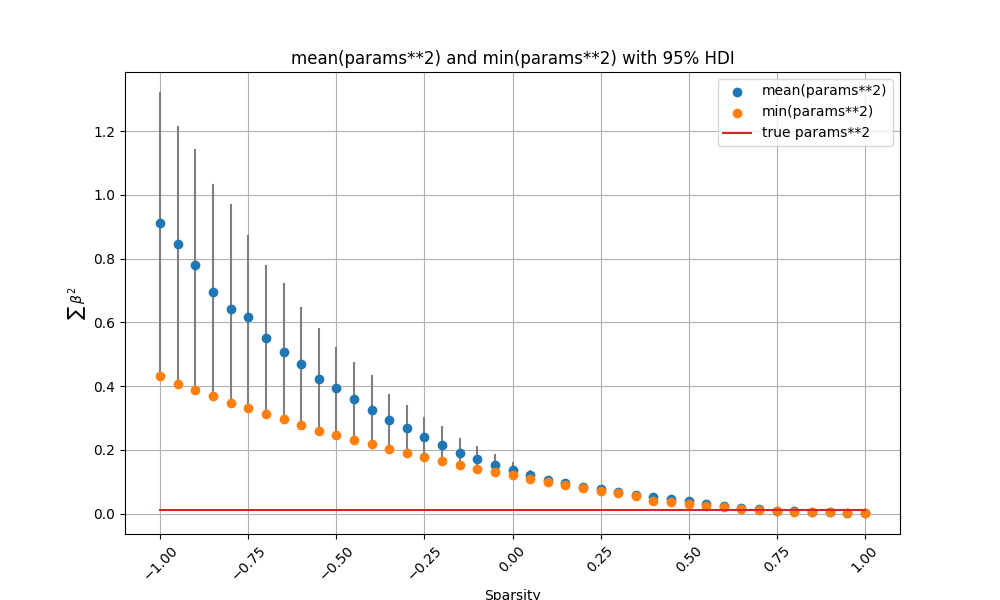 mean(params**2) and min(params**2) with 95% HDI
mean(params**2)
min(params**2)
true params**2
∑ β²
1.2
1.0
0.8
0.6
0.4
0.2
0.0
−1.00
−0.75
−0.50
−0.25
0.00
0.25
0.50
0.75
1.00
Sparsity